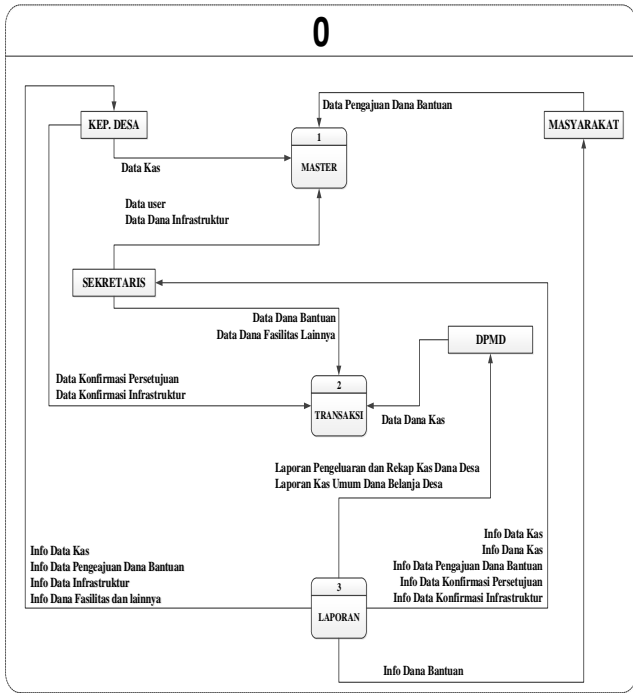 0
Data Pengajuan Dana Bantuan
KEP. DESA
MASYARAKAT
1
MASTER
Data Kas
Data user
Data Dana Infrastruktur
SEKRETARIS
Data Dana Bantuan
Data Dana Fasilitas Lainnya
DPMD
Data Konfirmasi Persetujuan
Data Konfirmasi Infrastruktur
2
TRANSAKSI
Data Dana Kas
Laporan Pengeluaran dan Rekap Kas Dana Desa
Laporan Kas Umum Dana Belanja Desa
Info Data Kas
Info Data Pengeajuan Dana Bantuan
Info Data Infrastruktur
Info Dana Fasilitas dan lainnya
Info Data Kas
Info Dana Kas
Info Data Pengajuan Dana Bantuan
Info Data Konfirmasi Persetujuan
Info Data Konfirmasi Infrastruktur
3
LAPORAN
Info Dana Bantuan